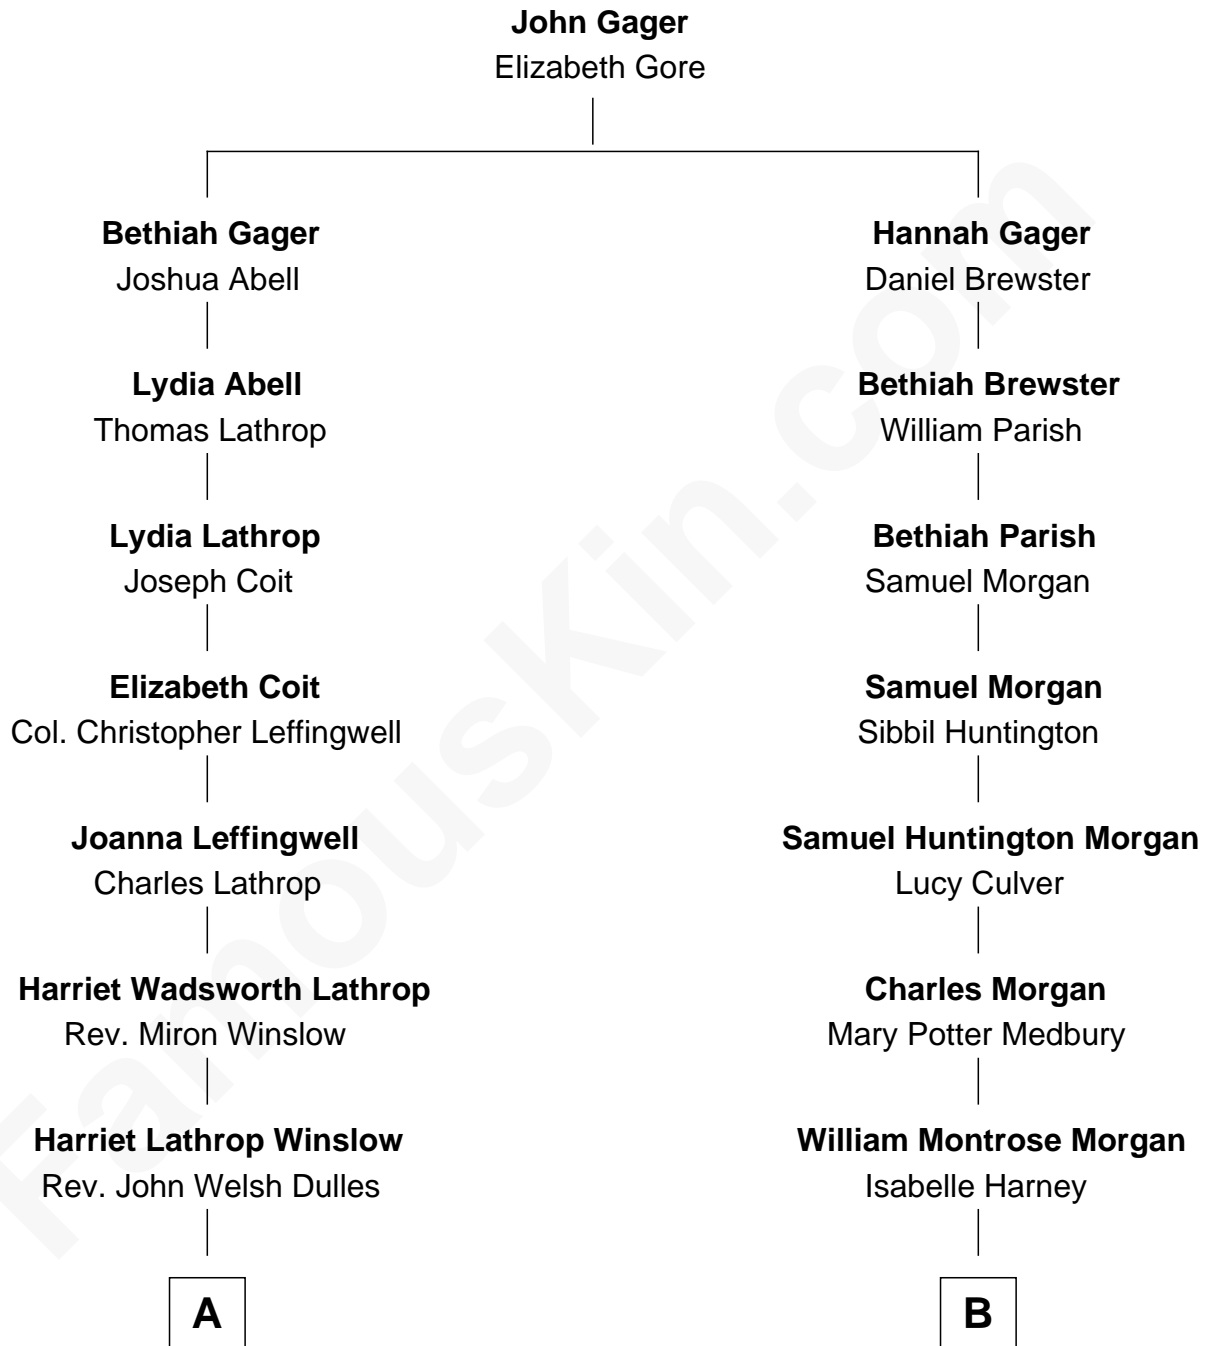 John Gager
Elizabeth Gore
Bethiah Gager
Joshua Abell
Hannah Gager
Daniel Brewster
Lydia Abell
Thomas Lathrop
Bethiah Brewster
William Parish
Lydia Lathrop
Joseph Coit
Bethiah Parish
Samuel Morgan
Elizabeth Coit
Col. Christopher Leffingwell
Samuel Morgan
Sibbil Huntington
Joanna Leffingwell
Charles Lathrop
Samuel Huntington Morgan
Lucy Culver
Harriet Wadsworth Lathrop
Rev. Miron Winslow
Charles Morgan
Mary Potter Medbury
Harriet Lathrop Winslow
Rev. John Welsh Dulles
William Montrose Morgan
Isabelle Harney
A
B
FamousKin.com